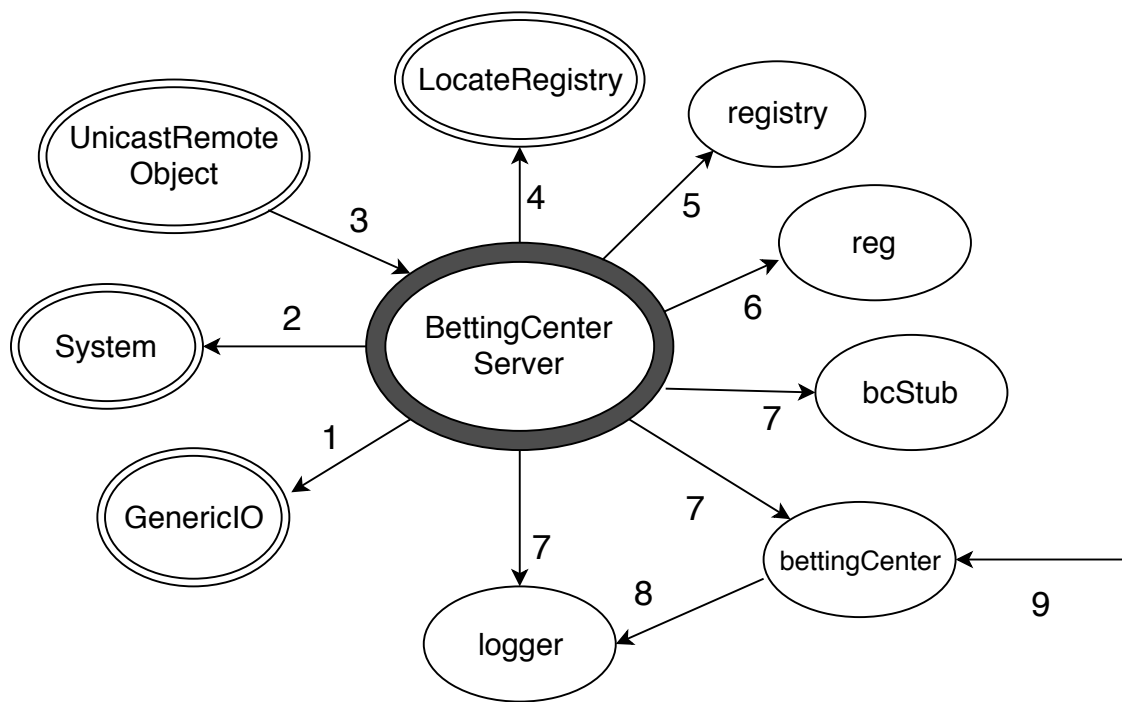 LocateRegistry
registry
UnicastRemote
Object
3
4
5
reg
6
System
2
BettingCenter
Server
bcStub
7
1
GenericIO
7
7
bettingCenter
8
9
logger